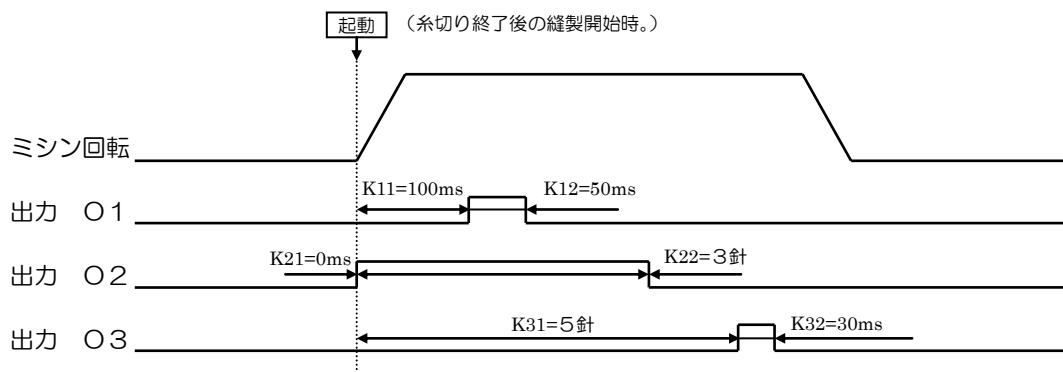 起動 （糸切り終了後の縫製開始時。）
ミシン回転
K11=100ms K12=50ms
出力 O1
K21=0ms K22=3針
出力 O2
K31=5針 K32=30ms
出力 O3